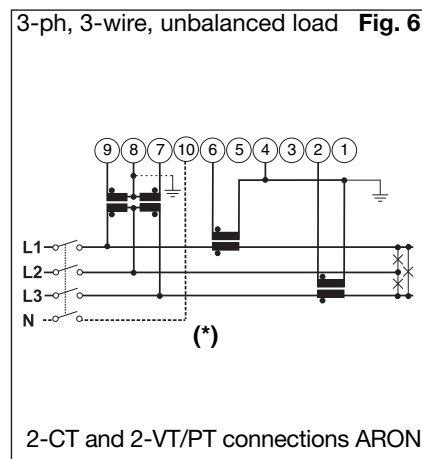 3-ph, 3-wire, unbalanced load Fig. 6
9 8 7 10 6 5 4 3 2 1
L1
L2
L3
N
(*)
2-CT and 2-VT/PT connections ARON